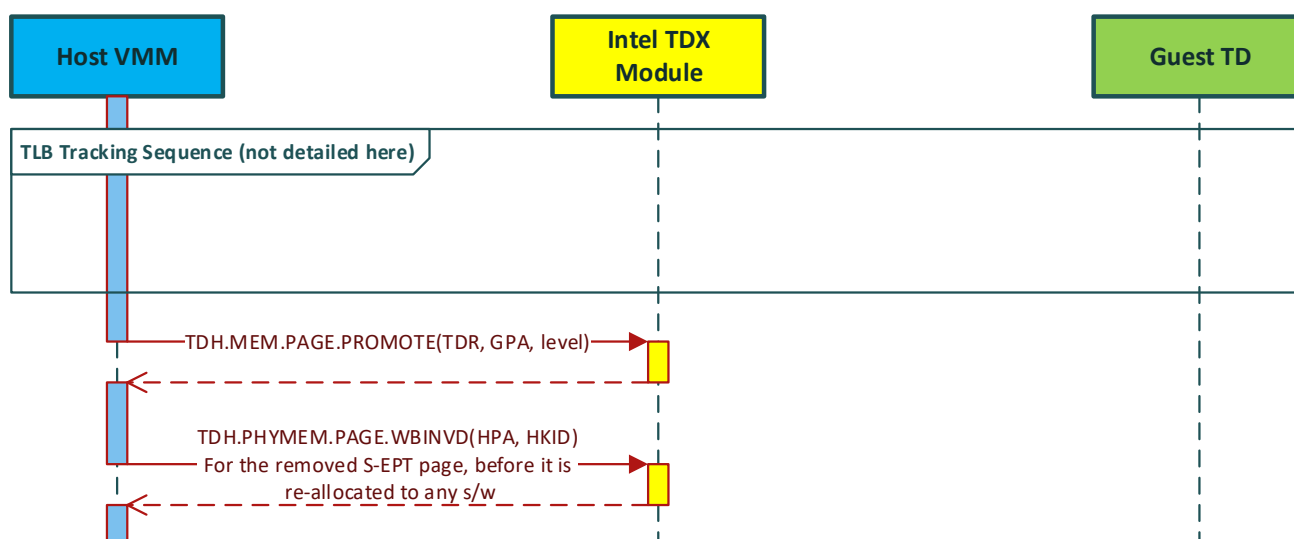 Host VMM
Intel TDX
Module
Guest TD
TLB Tracking Sequence (not detailed here)
TDH.MEM.PAGE.PROMOTE(TDR, GPA, level)
TDH.PHYMEM.PAGE.WBINVD(HPA, HKID)
For the removed S-EPT page, before it is
re-allocated to any s/w